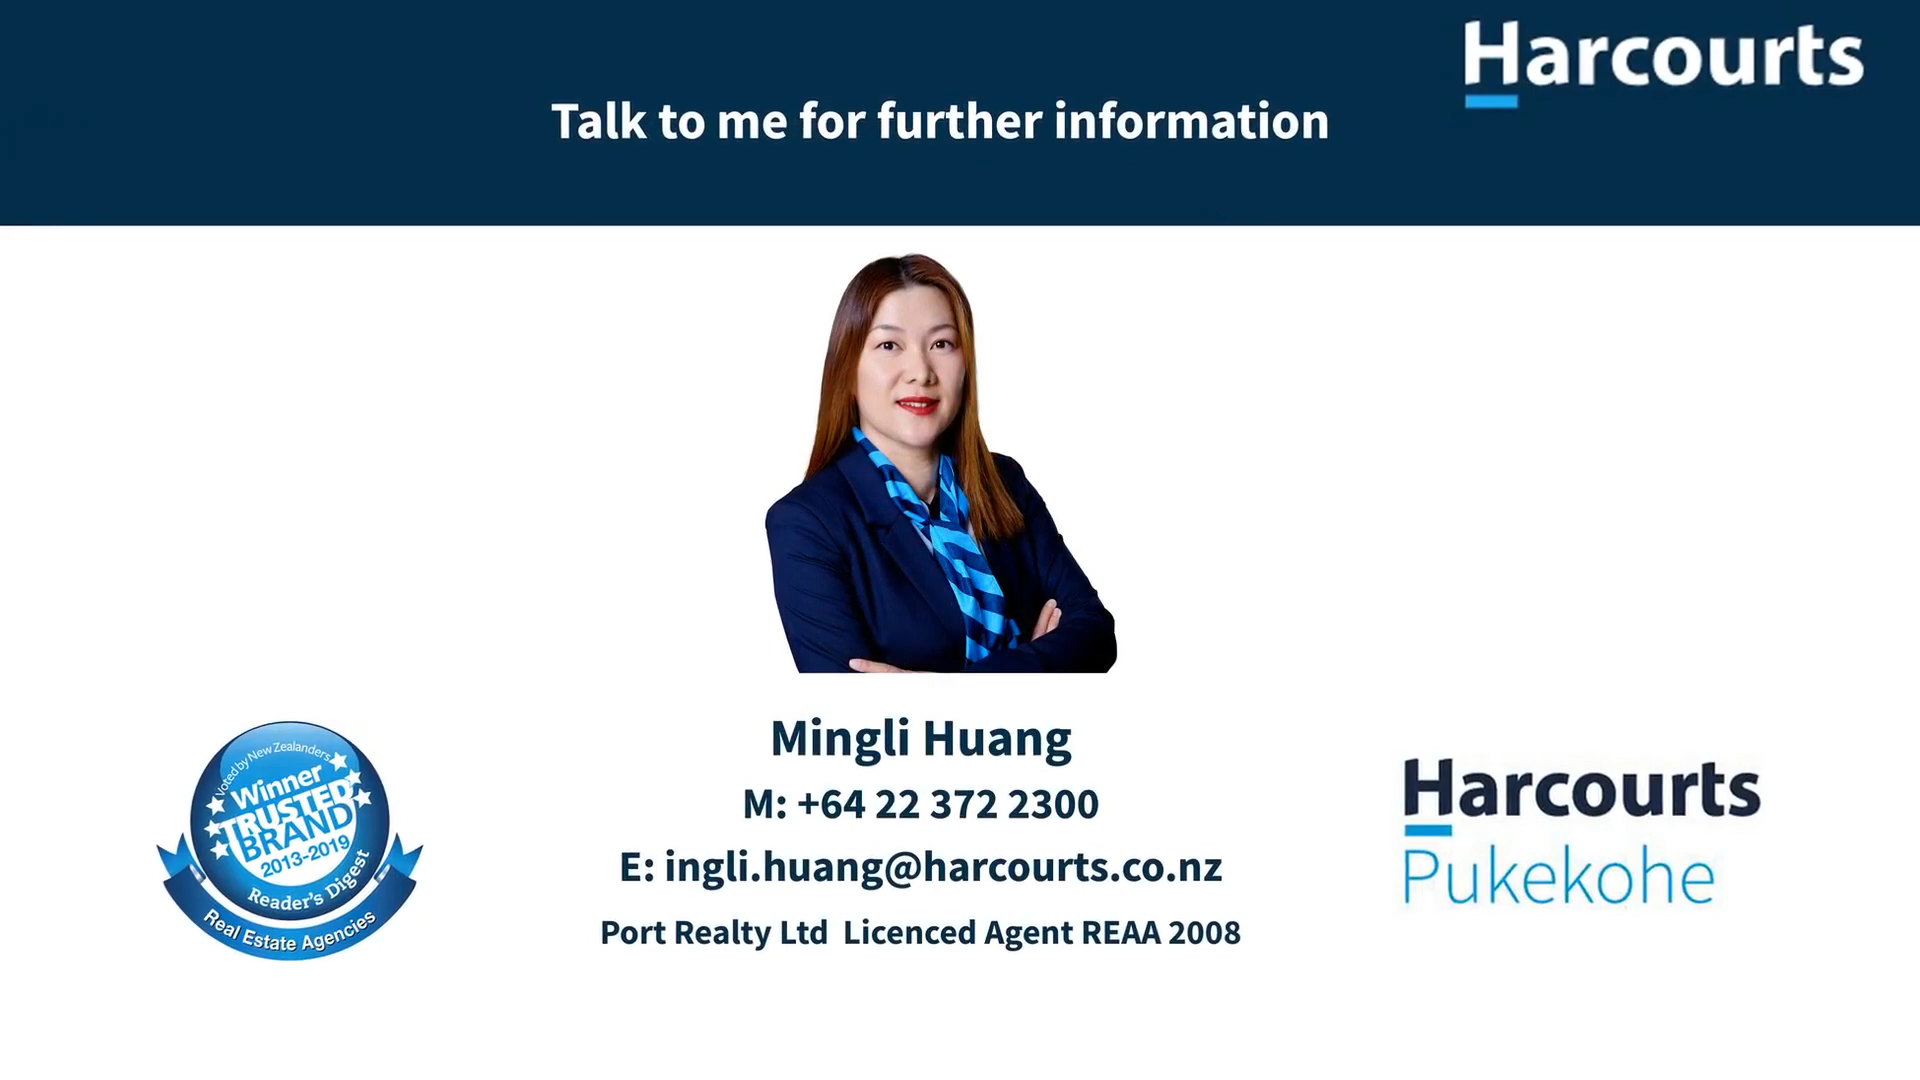 Harcourts
Talk to me for further information
Mingli Huang
M: +64 22 372 2300
E: ingli.huang@harcourts.co.nz
Port Realty Ltd Licenced Agent REAA 2008
Voted by New Zealanders
Winner
TRUSTED
BRAND
2013-2019
Reader's Digest
Real Estate Agencies
Harcourts
Pukekohe